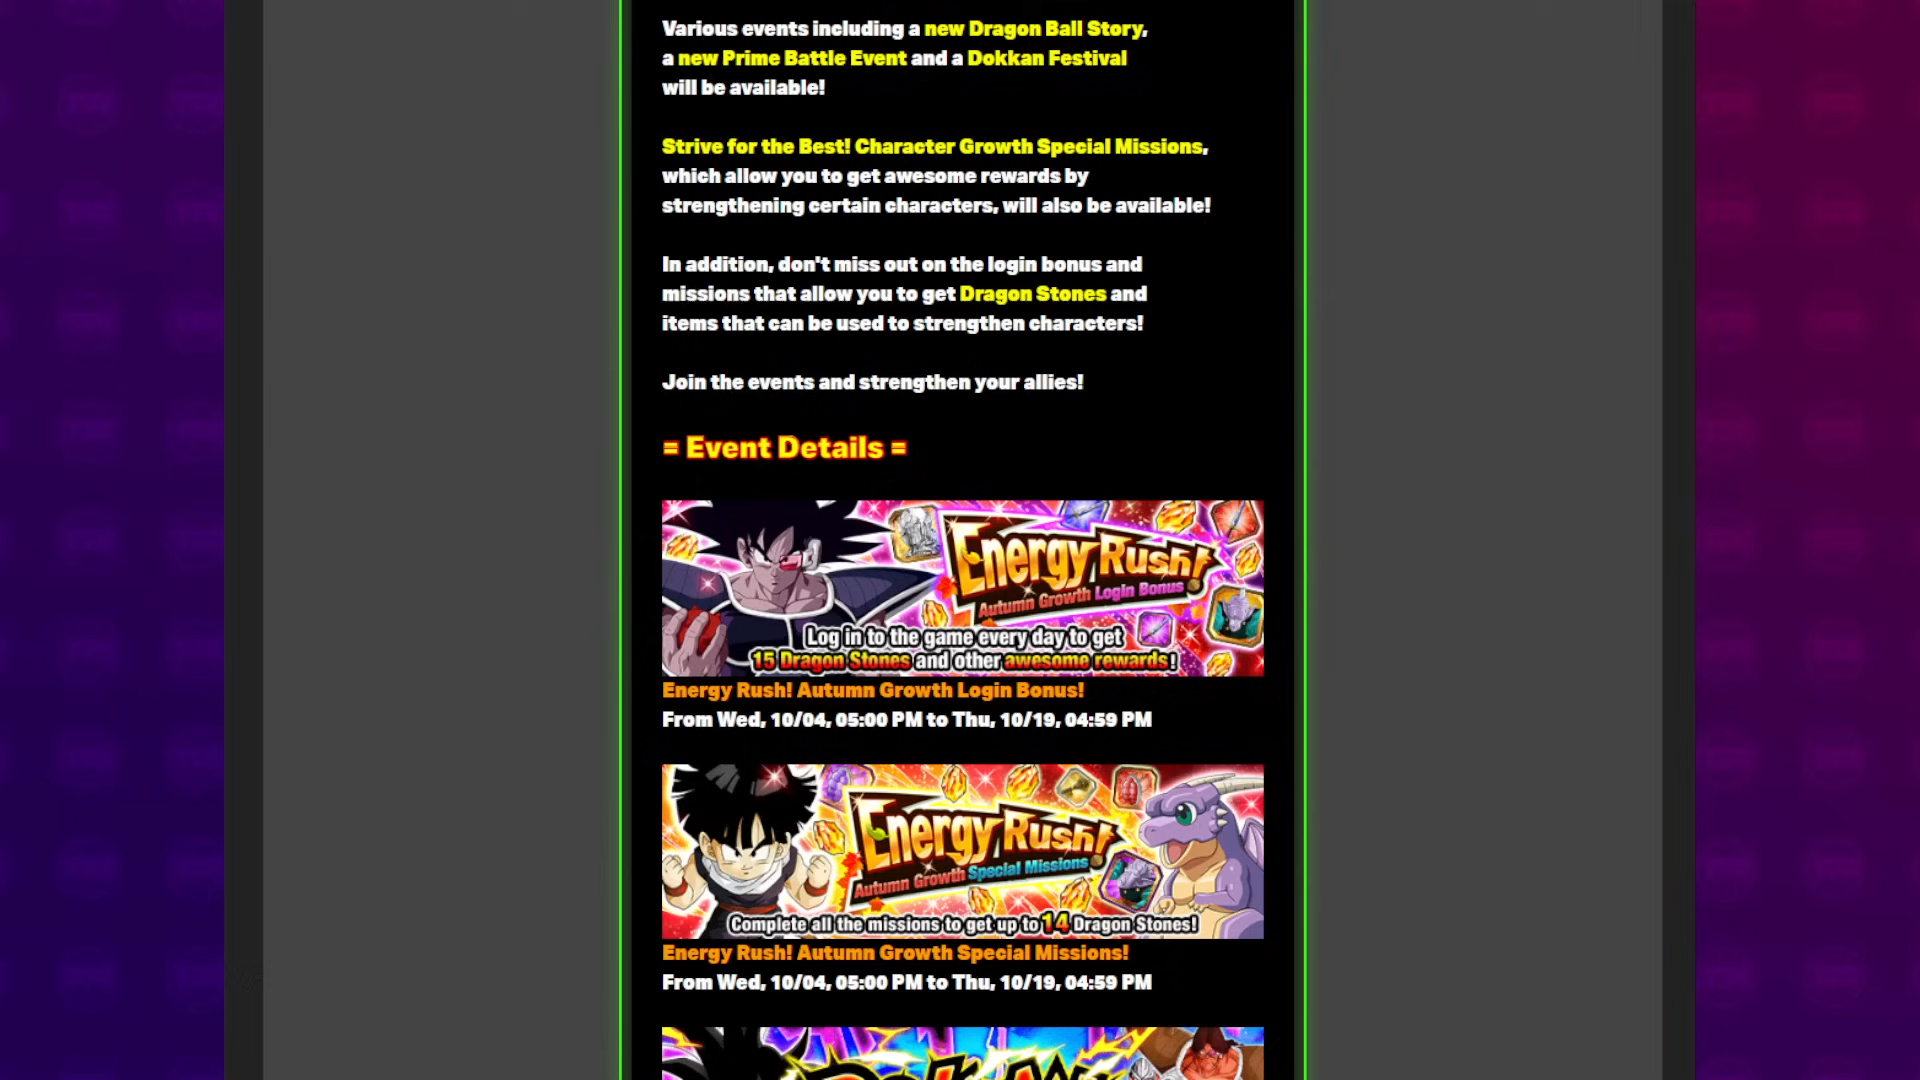 Various events including a new Dragon Ball Story,
a new Prime Battle Event and a Dokkan Festival
will be available!
Strive for the Best! Character Growth Special Missions,
which allow you to get awesome rewards by
strengthening certain characters, will also be available!
In addition, don't miss out on the login bonus and
missions that allow you to get Dragon Stones and
items that can be used to strengthen characters!
Join the events and strengthen your allies!
= Event Details =
Energy Rush!
Autumn Growth Login Bonus
Log in to the game every day to get
15 Dragon Stones and other awesome rewards!
Energy Rush! Autumn Growth Login Bonus!
From Wed, 10/04, 05:00 PM to Thu, 10/19, 04:59 PM
Energy Rush!
Autumn Growth Special Missions
Complete all the missions to get up to 14 Dragon Stones!
Energy Rush! Autumn Growth Special Missions!
From Wed, 10/04, 05:00 PM to Thu, 10/19, 04:59 PM